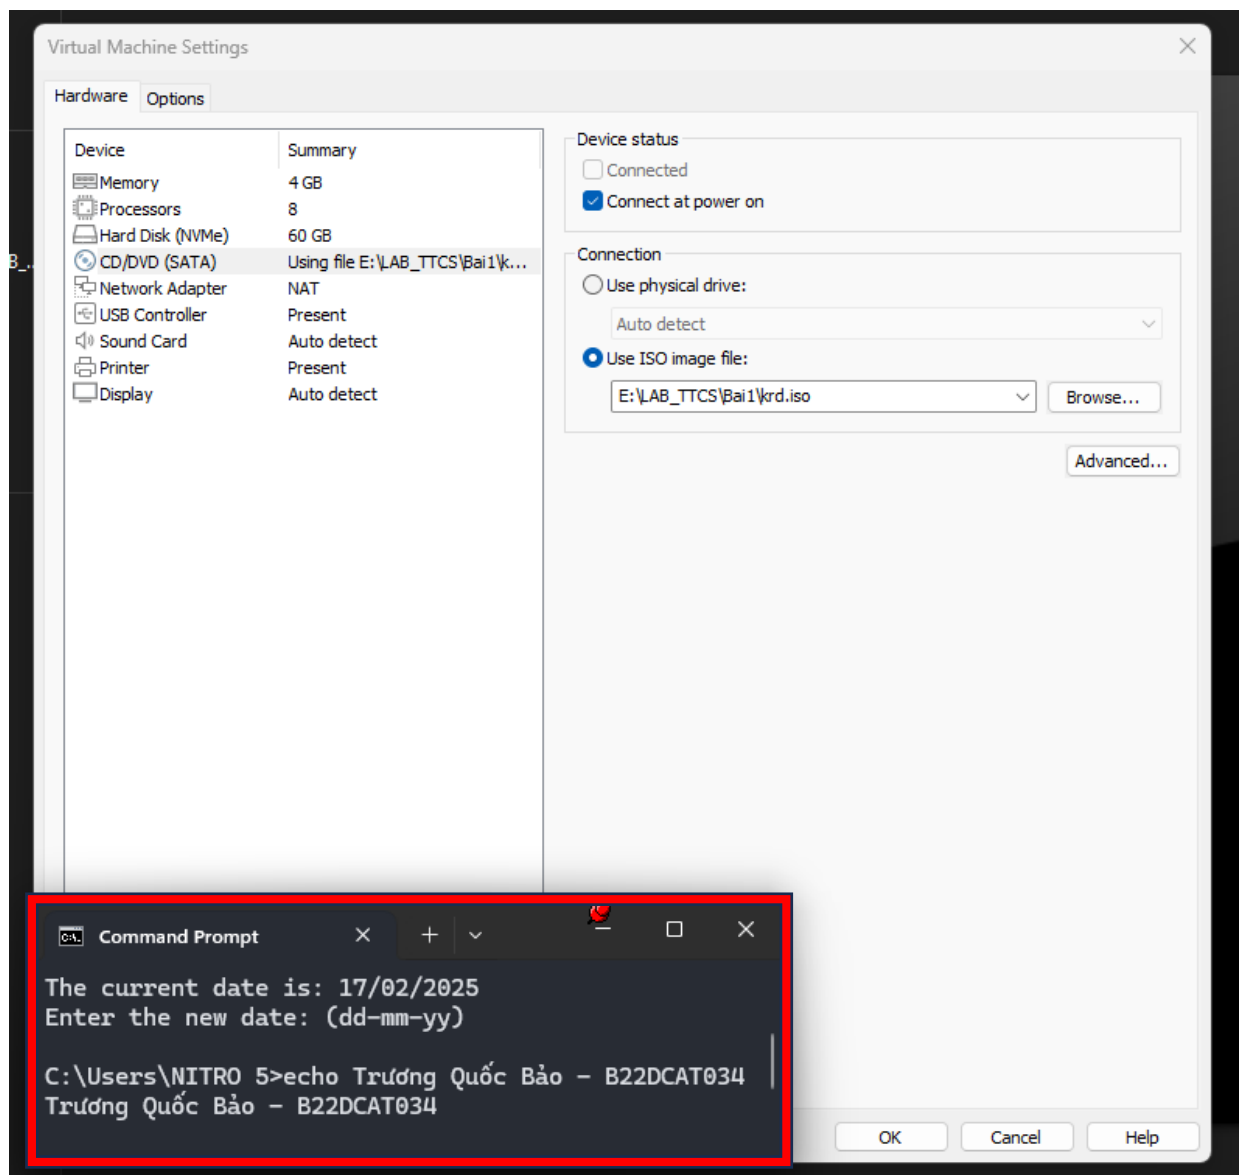 Virtual Machine Settings
Hardware Options
Device Summary
Memory 4 GB
Processors 8
Hard Disk (NVMe) 60 GB
CD/DVD (SATA) Using file E:\LAB_TTCS\Bai1\k...
Network Adapter NAT
USB Controller Present
Sound Card Auto detect
Printer Present
Display Auto detect
Device status
Connected
Connect at power on
Connection
Use physical drive:
Auto detect
Use ISO image file:
E:\LAB_TTCS\Bai1\krd.iso Browse...
Advanced...
Command Prompt
The current date is: 17/02/2025
Enter the new date: (dd-mm-yy)
C:\Users\NITRO 5>echo Trương Quốc Bảo - B22DCAT034
Trương Quốc Bảo - B22DCAT034
OK Cancel Help